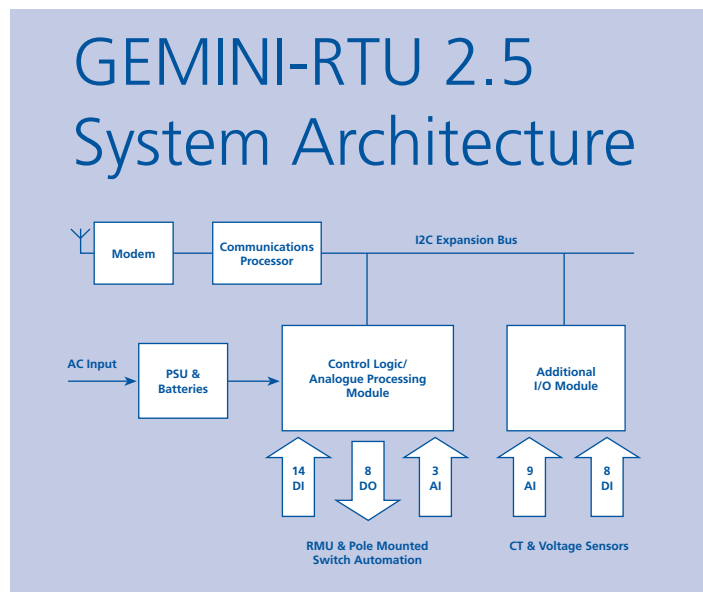 GEMINI-RTU 2.5
System Architecture
I2C Expansion Bus
Modem
Communications
Processor
AC Input
PSU &
Batteries
Control Logic/
Analogue Processing
Module
Additional
I/O Module
14
DI
8
DO
3
AI
9
AI
8
DI
RMU & Pole Mounted
Switch Automation
CT & Voltage Sensors